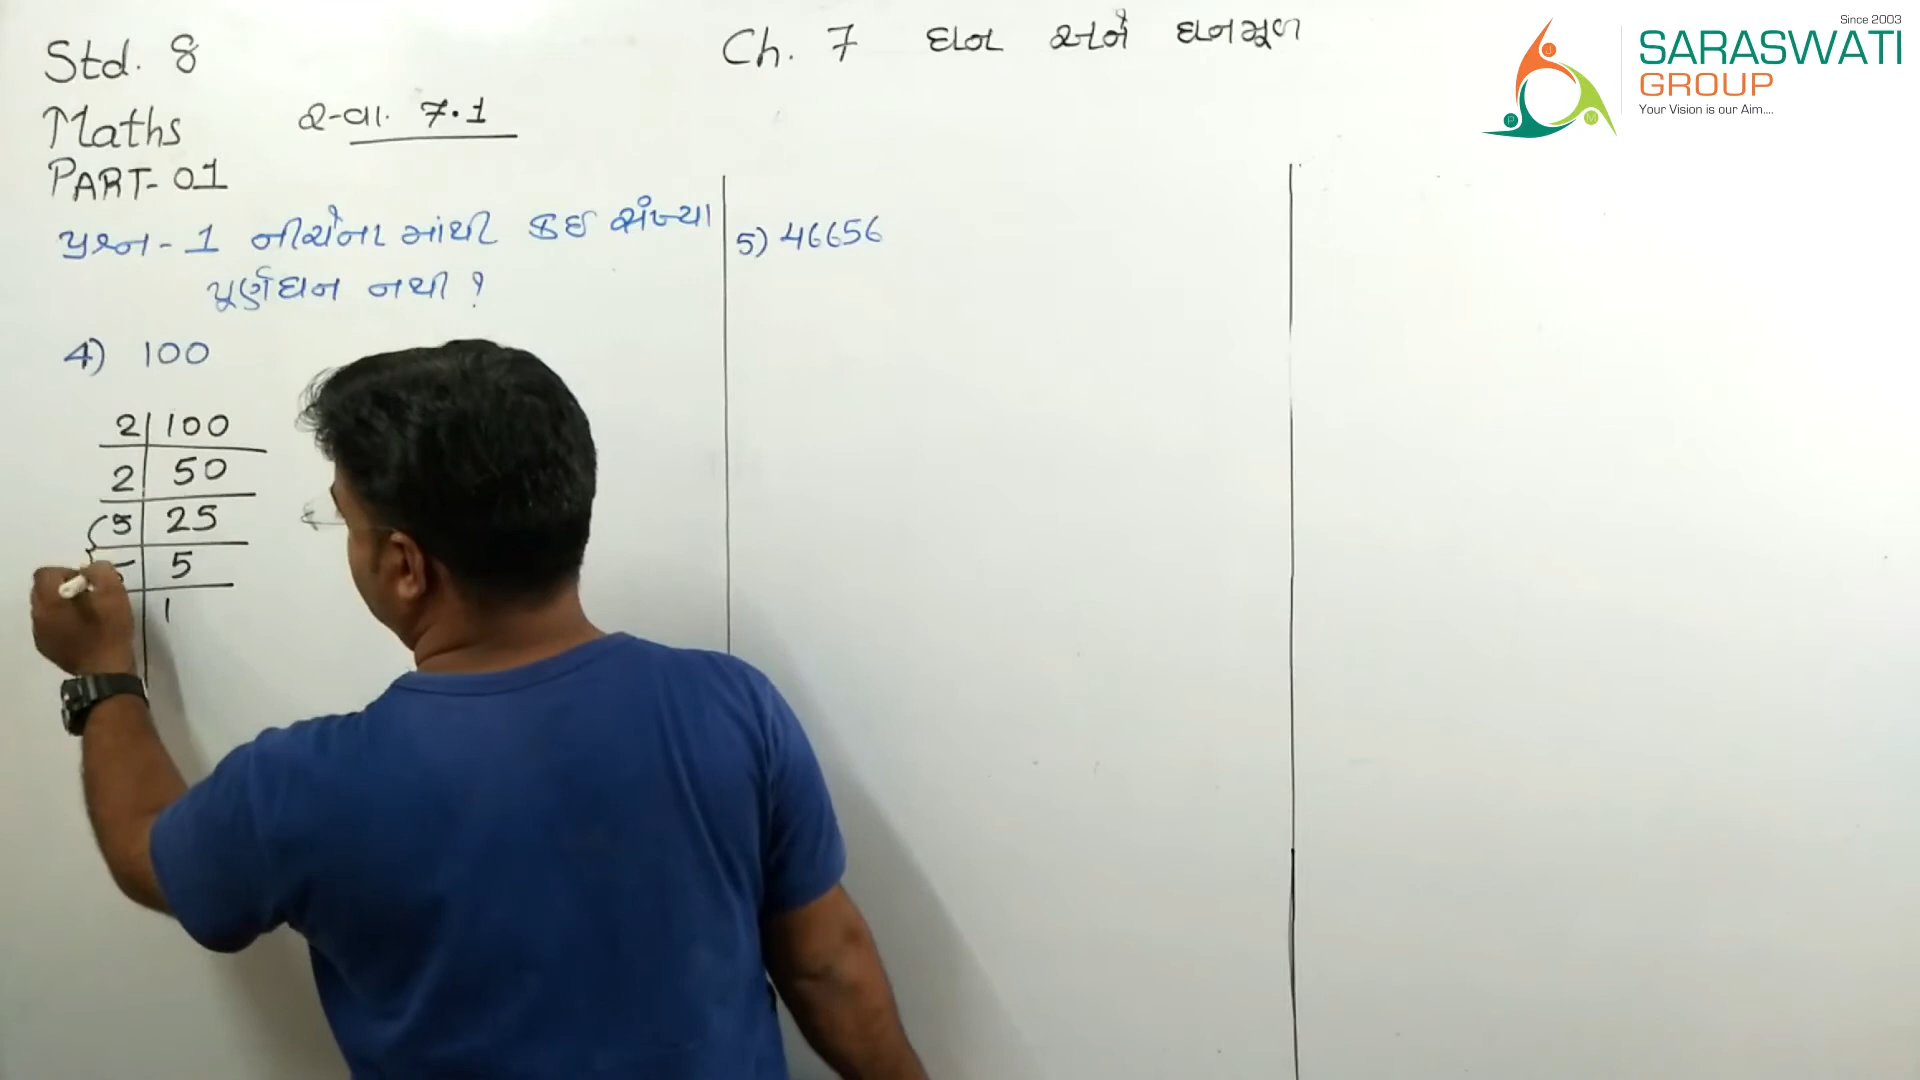 Std. 8
Maths
PART-01
Ch. 7 ઘન અને ઘનમૂળ
સ્વા. 7.1
પ્રશ્ન-1 નીચેના માંથી કઈ સંખ્યા
પૂર્ણઘન નથી ?
4) 100
2 100
2 50
5 25
5 5
1
5) 46656
Since 2003
SARASWATI
GROUP
Your Vision is our Aim....
J
P
M